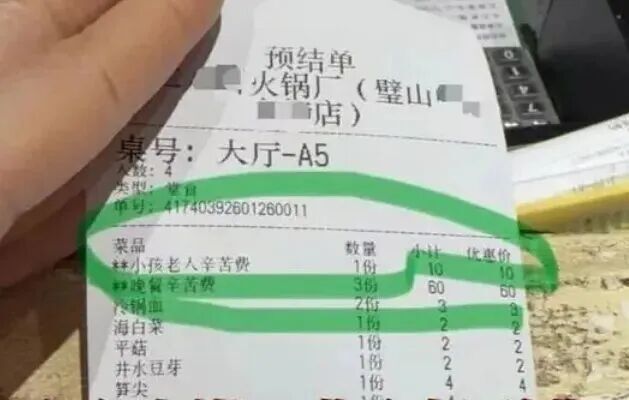 预结单
火锅厂（璧山
店）
桌号: 大厅-A5
人数: 4
类型: 堂食
单号: 41740392601260011
菜品 数量 小计 优惠价
**小孩老人辛苦费 1份 10 10
**晚餐辛苦费 3份 60 60
冷锅血 2份 3 3
海白菜 1份 2 2
平菇 1份 2 2
井水豆芽 1份 2 2
笋尖 1份 4 4